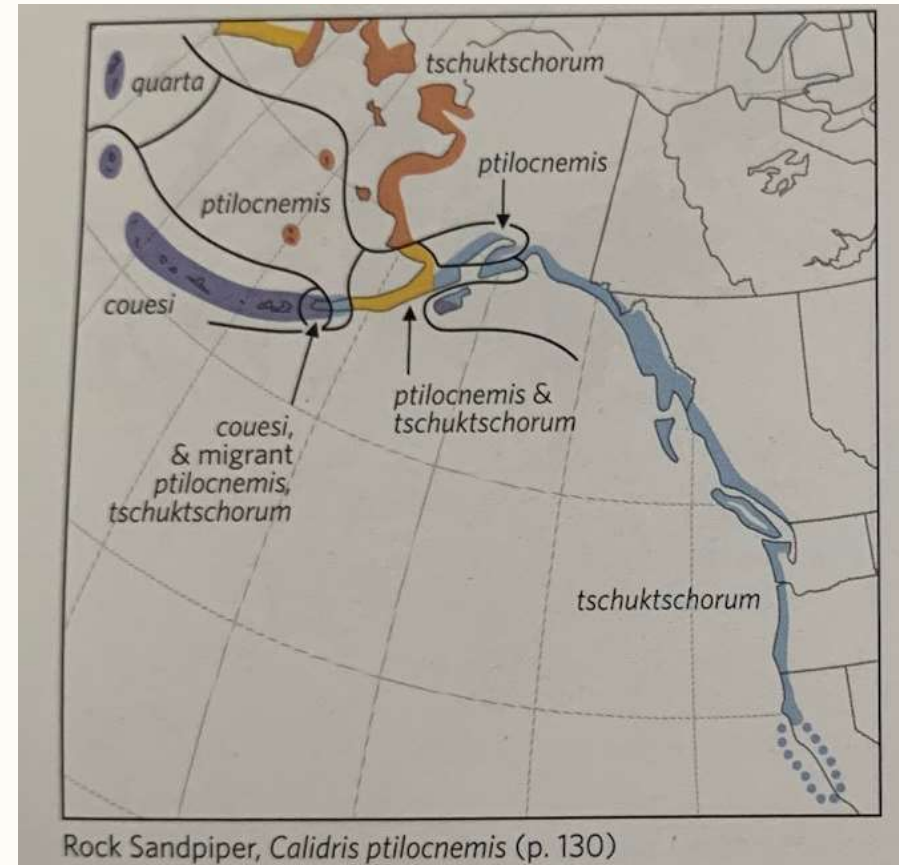 tschuktschorum
quarta
ptilocnemis
ptilocnemis
couesi
ptilocnemis &
tschuktschorum
couesi,
& migrant
ptilocnemis,
tschuktschorum
tschuktschorum
Rock Sandpiper, Calidris ptilocnemis (p. 130)